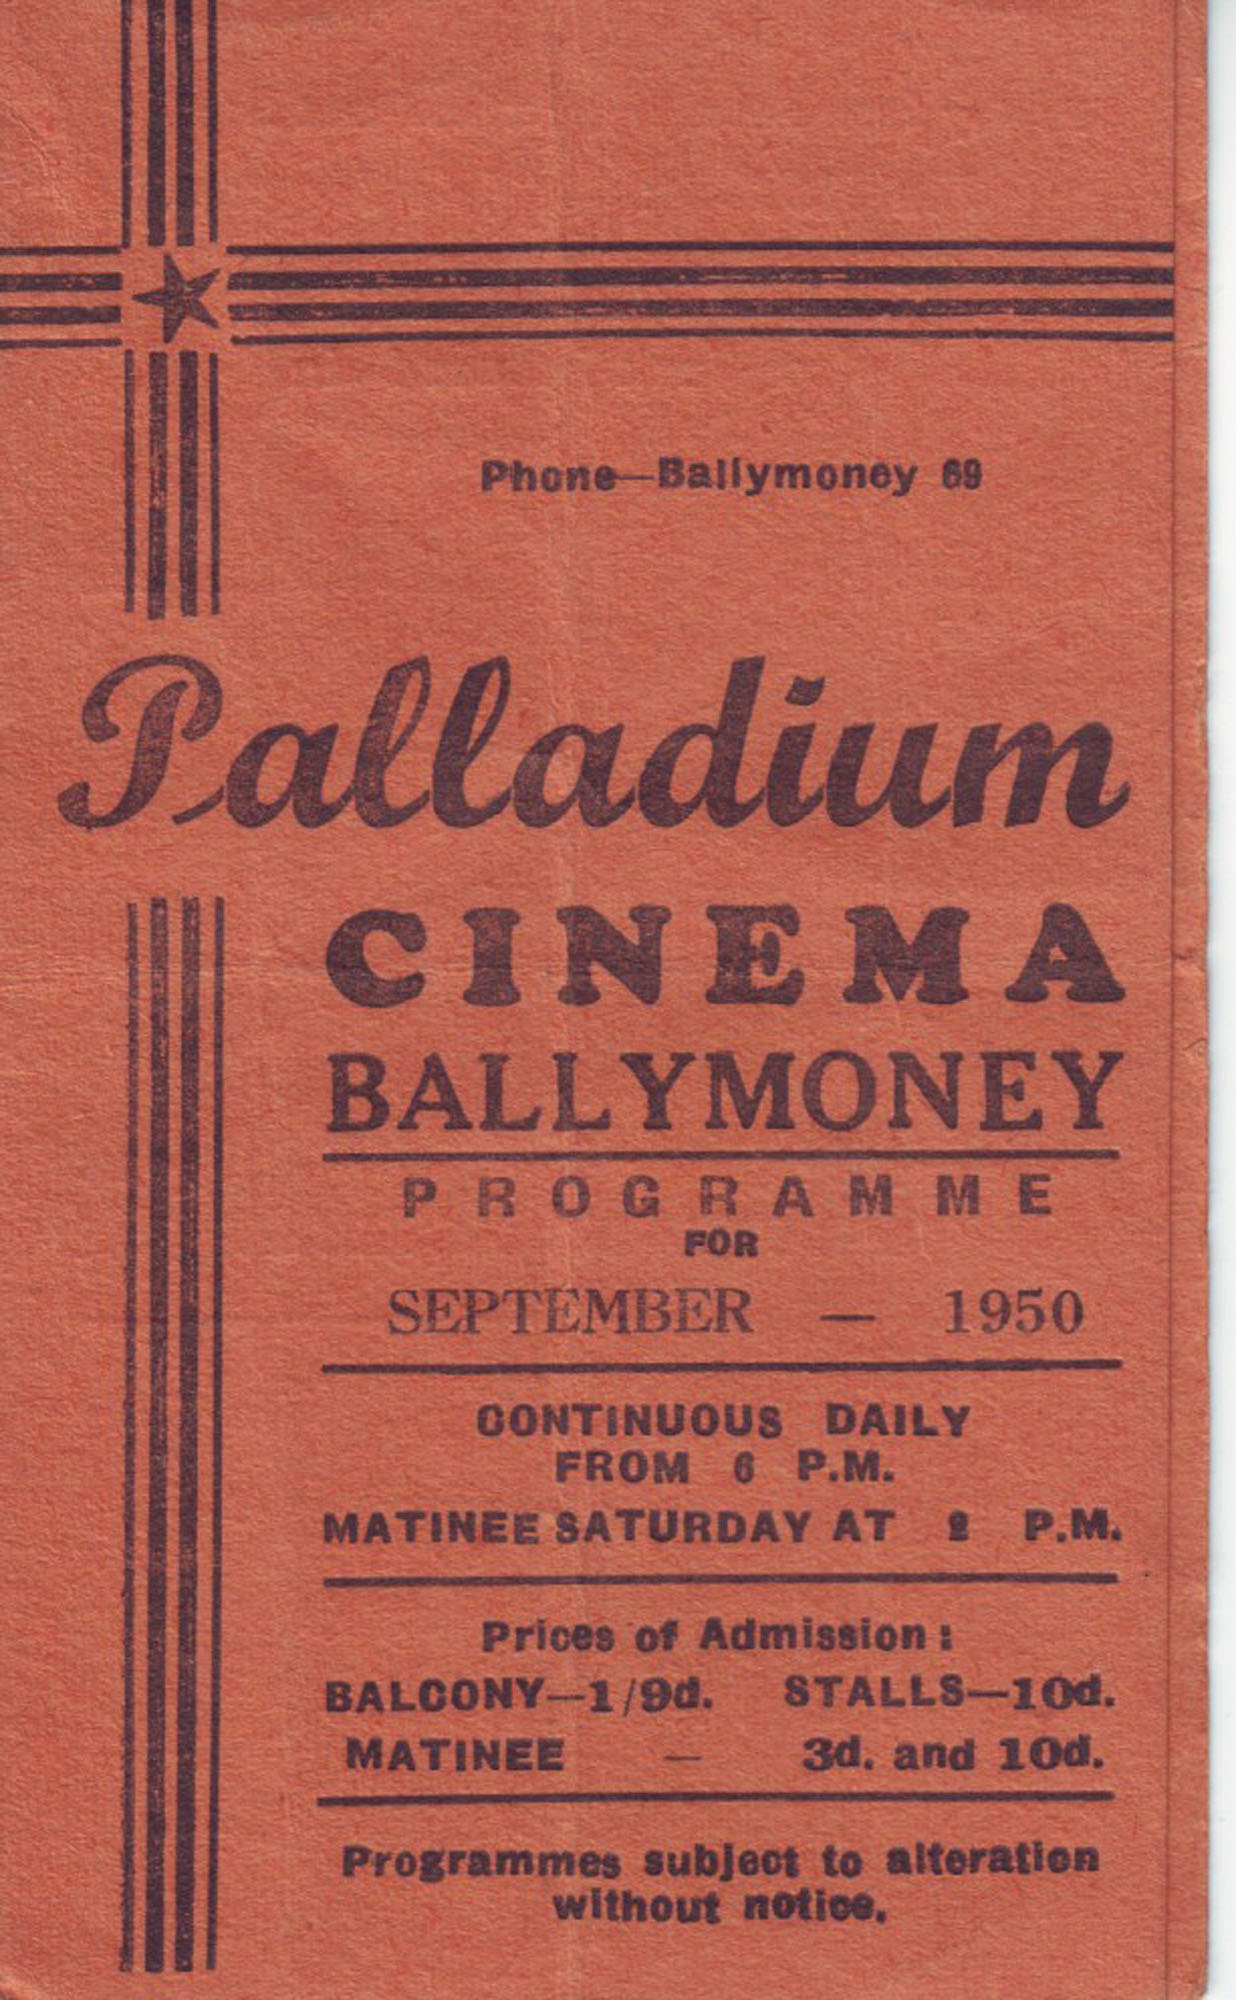 Phone—Ballymoney 69
Palladium
CINEMA
BALLYMONEY
PROGRAMME
FOR
SEPTEMBER — 1950
CONTINUOUS DAILY
FROM 6 P.M.
MATINEE SATURDAY AT 2 P.M.
Prices of Admission:
BALCONY—1/9d. STALLS—10d.
MATINEE — 3d. and 10d.
Programmes subject to alteration
without notice.